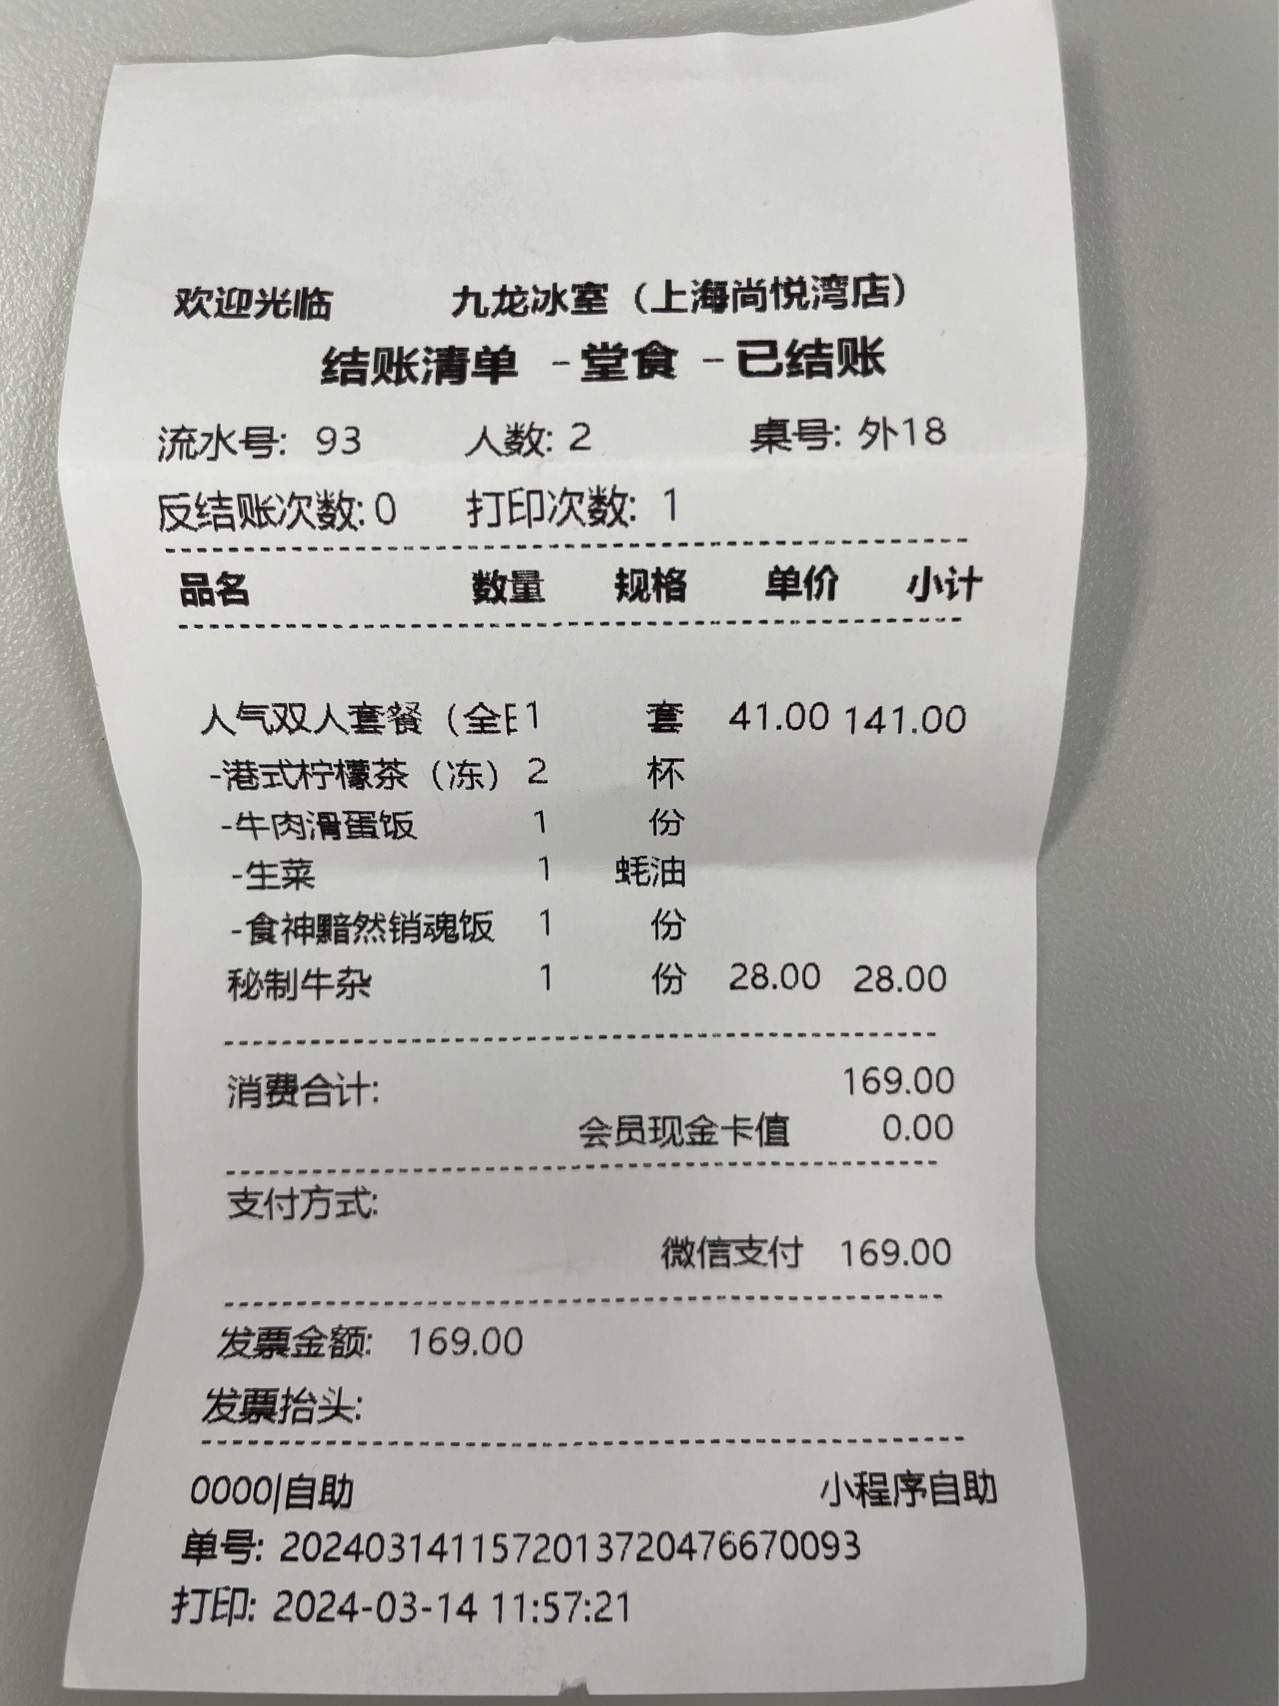 欢迎光临 九龙冰室（上海尚悦湾店）
结账清单 -堂食 -已结账
流水号: 93 人数: 2 桌号: 外18
反结账次数: 0 打印次数: 1
品名 数量 规格 单价 小计
人气双人套餐（全日1 套 41.00 141.00
-港式柠檬茶（冻） 2 杯
-牛肉滑蛋饭 1 份
-生菜 1 蚝油
-食神黯然销魂饭 1 份
秘制牛杂 1 份 28.00 28.00
消费合计: 169.00
会员现金卡值 0.00
支付方式:
微信支付 169.00
发票金额: 169.00
发票抬头:
0000|自助 小程序自助
单号: 2024031411572013720476670093
打印: 2024-03-14 11:57:21